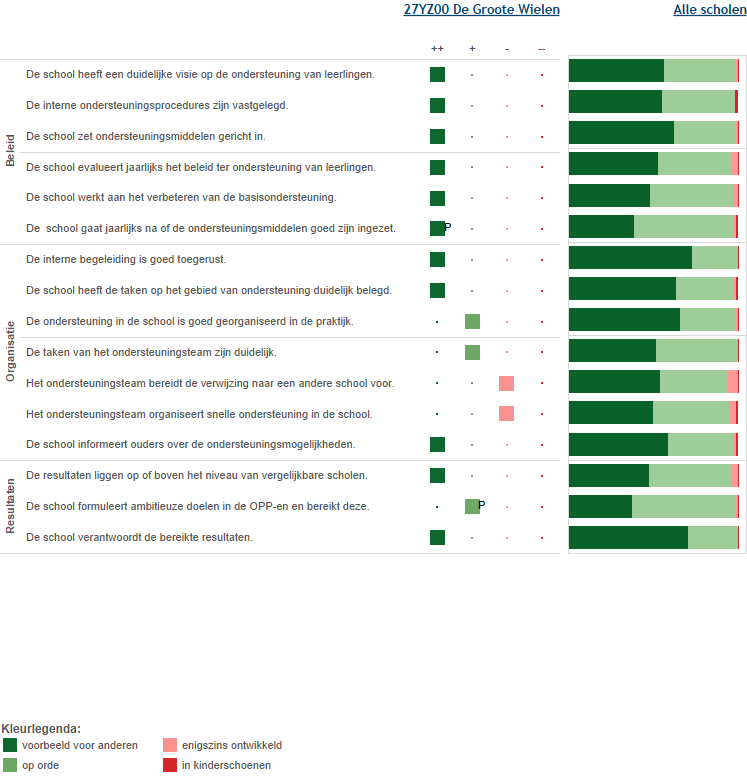 27YZ00 De Groote Wielen Alle scholen
++ + - --
Beleid
De school heeft een duidelijke visie op de ondersteuning van leerlingen.
De interne ondersteuningsprocedures zijn vastgelegd.
De school zet ondersteuningsmiddelen gericht in.
De school evalueert jaarlijks het beleid ter ondersteuning van leerlingen.
De school werkt aan het verbeteren van de basisondersteuning.
De school gaat jaarlijks na of de ondersteuningsmiddelen goed zijn ingezet. P
Organisatie
De interne begeleiding is goed toegerust.
De school heeft de taken op het gebied van ondersteuning duidelijk belegd.
De ondersteuning in de school is goed georganiseerd in de praktijk.
De taken van het ondersteuningsteam zijn duidelijk.
Het ondersteuningsteam bereidt de verwijzing naar een andere school voor.
Het ondersteuningsteam organiseert snelle ondersteuning in de school.
De school informeert ouders over de ondersteuningsmogelijkheden.
Resultaten
De resultaten liggen op of boven het niveau van vergelijkbare scholen.
De school formuleert ambitieuze doelen in de OPP-en en bereikt deze. P
De school verantwoordt de bereikte resultaten.
Kleurlegenda:
voorbeeld voor anderen enigszins ontwikkeld
op orde in kinderschoenen